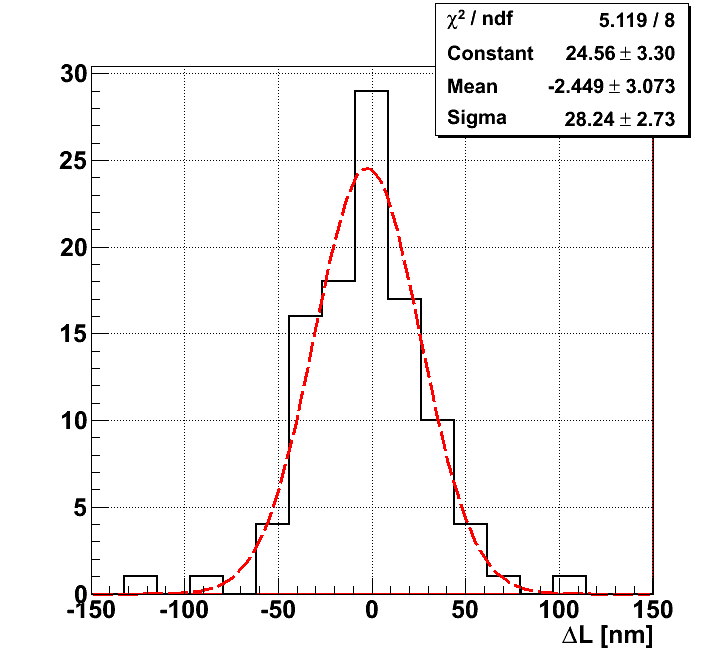 χ² / ndf 5.119 / 8
Constant 24.56 ± 3.30
Mean -2.449 ± 3.073
Sigma 28.24 ± 2.73
30
25
20
15
10
5
0
-150 -100 -50 0 50 100 150
ΔL [nm]